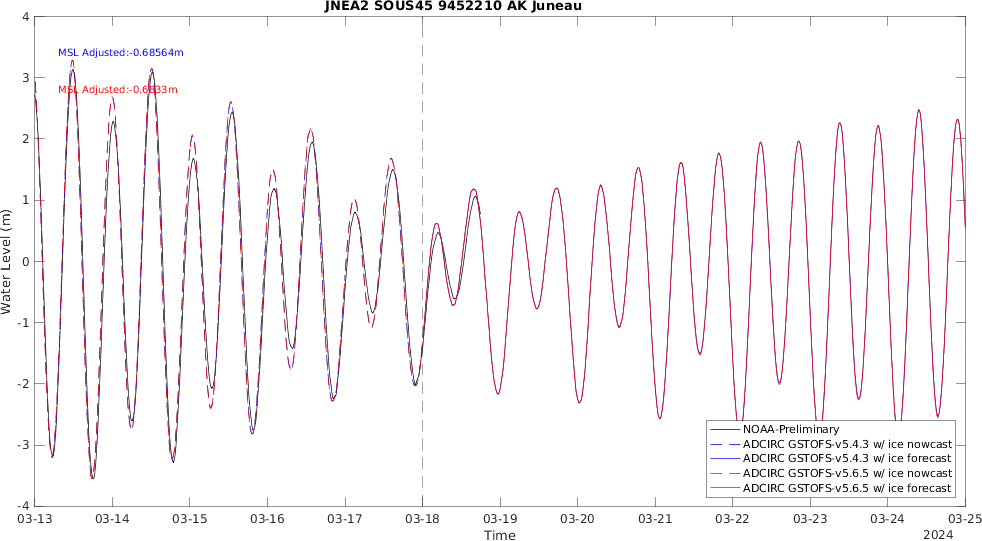 JNEA2 SOUS45 9452210 AK Juneau
MSL Adjusted:-0.68564m
MSL Adjusted:-0.6833m
Water Level (m)
4
3
2
1
0
-1
-2
-3
-4
NOAA-Preliminary
ADCIRC GSTOFS-v5.4.3 w/ ice nowcast
ADCIRC GSTOFS-v5.4.3 w/ ice forecast
ADCIRC GSTOFS-v5.6.5 w/ ice nowcast
ADCIRC GSTOFS-v5.6.5 w/ ice forecast
03-13 03-14 03-15 03-16 03-17 03-18 03-19 03-20 03-21 03-22 03-23 03-24 03-25
Time
2024